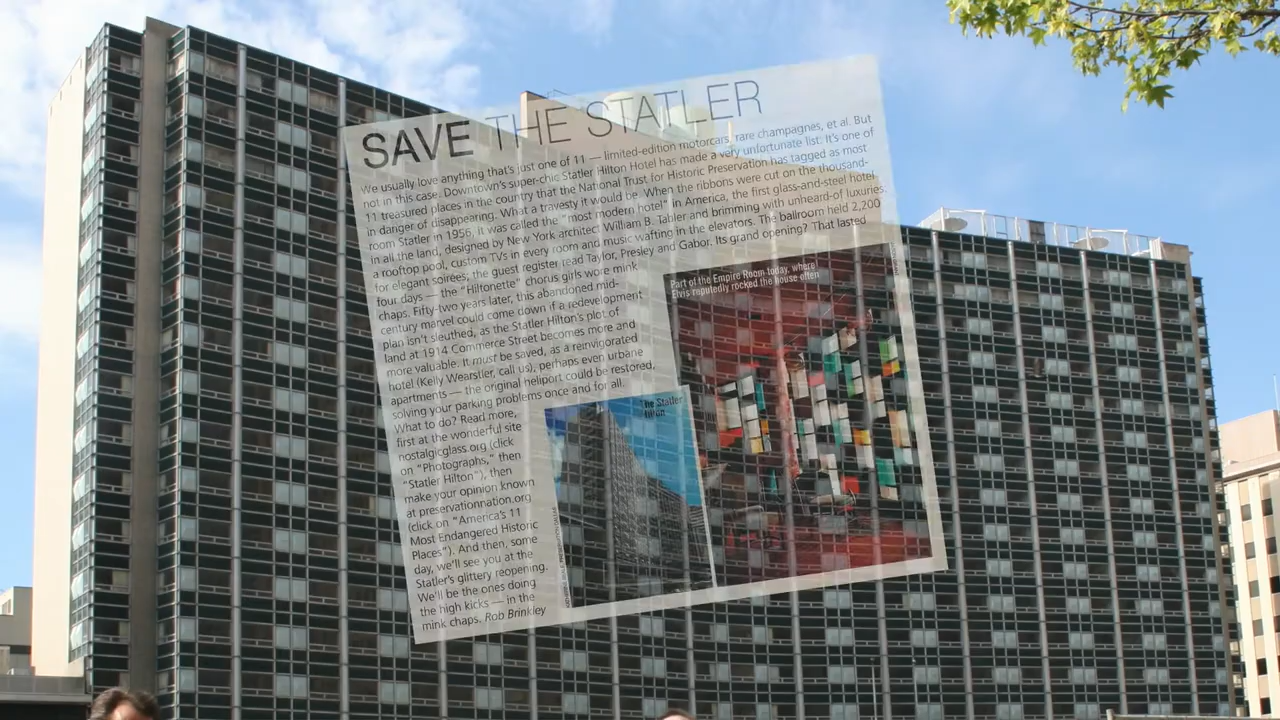 SAVE THE STATLER
We usually love anything that's just one of 11 — limited-edition motorcars, rare champagnes, et al. But
not in this case. Downtown's super-chic Statler Hilton Hotel has made a very unfortunate list: It's one of
11 treasured places in the country that the National Trust for Historic Preservation has tagged as most
in danger of disappearing. What a travesty it would be. When the ribbons were cut on the thousand-
room Statler in 1956, it was called the "most modern hotel" in America, the first glass-and-steel hotel
in all the land, designed by New York architect William B. Tabler and brimming with unheard-of luxuries:
a rooftop pool, custom TVs in every room and music wafting in the elevators. The ballroom held 2,200
for elegant soirées; the guest register read Taylor, Presley and Gabor. Its grand opening? That lasted
four days — the "Hiltonette" chorus girls wore mink
chaps. Fifty-two years later, this abandoned mid-
century marvel could come down if a redevelopment
plan isn't sleuthed, as the Statler Hilton's plot of
land at 1914 Commerce Street becomes more and
more valuable. It must be saved, as a reinvigorated
hotel (Kelly Wearstler, call us), perhaps even urbane
apartments — the original heliport could be restored,
solving your parking problems once and for all.
What to do? Read more,
first at the wonderful site
nostalgicglass.org (click
on "Photographs," then
"Statler Hilton"), then
make your opinion known
at preservationnation.org
(click on "America's 11
Most Endangered Historic
Places"). And then, some
day, we'll see you at the
Statler's glittery reopening.
We'll be the ones doing
the high kicks — in the
mink chaps. Rob Brinkley
Part of the Empire Room today, where
Elvis reputedly rocked the house often
The Statler
Hilton